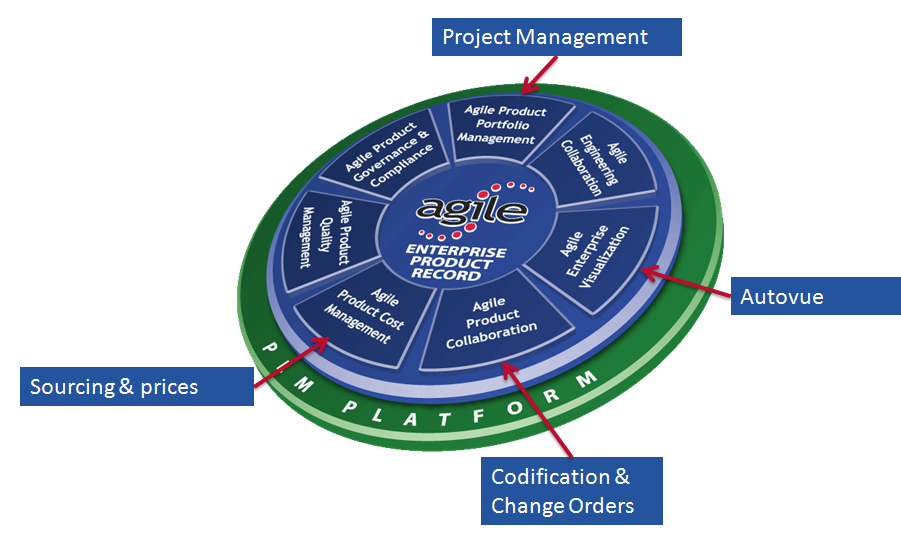 Project Management
Agile Product
Portfolio
Management
Agile
Engineering
Collaboration
Agile Product
Governance &
Compliance
Agile Product
Quality
Management
agile
ENTERPRISE
PRODUCT
RECORD
Agile
Enterprise
Visualization
Autovue
Agile
Product Cost
Management
Agile
Product
Collaboration
Sourcing & prices
PLM PLATFORM
Codification &
Change Orders